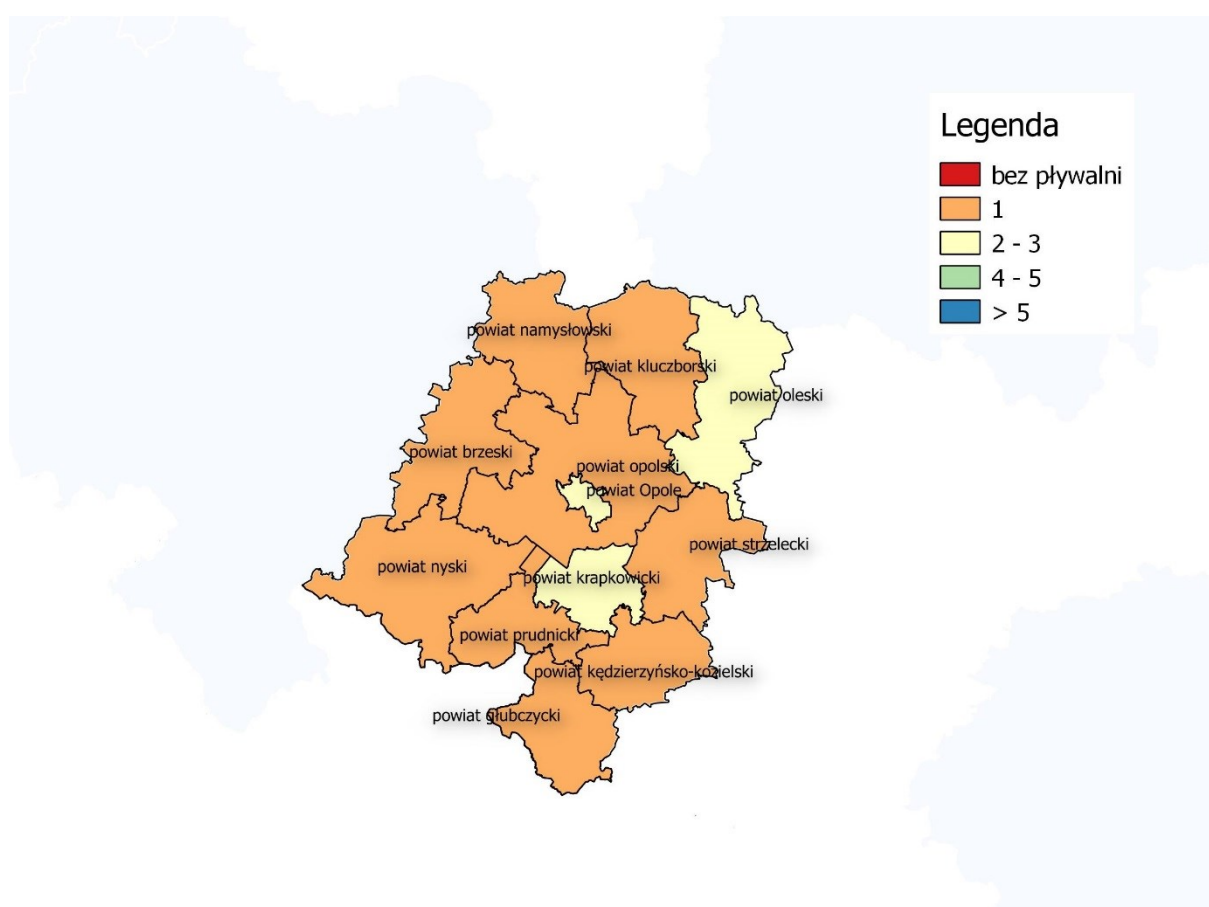 Legenda
bez pływalni
1
2 - 3
4 - 5
> 5
powiat namysłowski
powiat kluczborski
powiat oleski
powiat brzeski
powiat opolski
powiat Opole
powiat strzelecki
powiat nyski
powiat krapkowicki
powiat prudnicki
powiat kędzierzyńsko-kozielski
powiat głubczycki